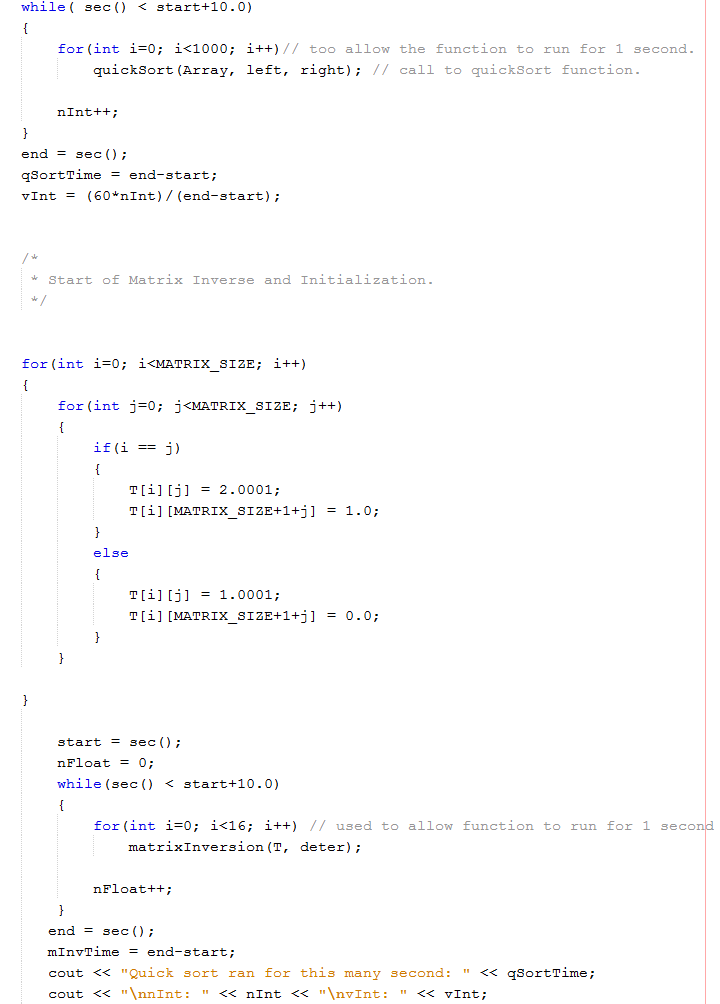 while( sec() < start+10.0)
{
for(int i=0; i<1000; i++)// too allow the function to run for 1 second.
quickSort(Array, left, right); // call to quickSort function.
nInt++;
}
end = sec();
qSortTime = end-start;
vInt = (60*nInt)/(end-start);
/*
* Start of Matrix Inverse and Initialization.
*/
for(int i=0; i<MATRIX_SIZE; i++)
{
for(int j=0; j<MATRIX_SIZE; j++)
{
if(i == j)
{
T[i][j] = 2.0001;
T[i][MATRIX_SIZE+1+j] = 1.0;
}
else
{
T[i][j] = 1.0001;
T[i][MATRIX_SIZE+1+j] = 0.0;
}
}
}
start = sec();
nFloat = 0;
while(sec() < start+10.0)
{
for(int i=0; i<16; i++) // used to allow function to run for 1 second
matrixInversion(T, deter);
nFloat++;
}
end = sec();
mInvTime = end-start;
cout << "Quick sort ran for this many second: " << qSortTime;
cout << "\nnInt: " << nInt << "\nvInt: " << vInt;